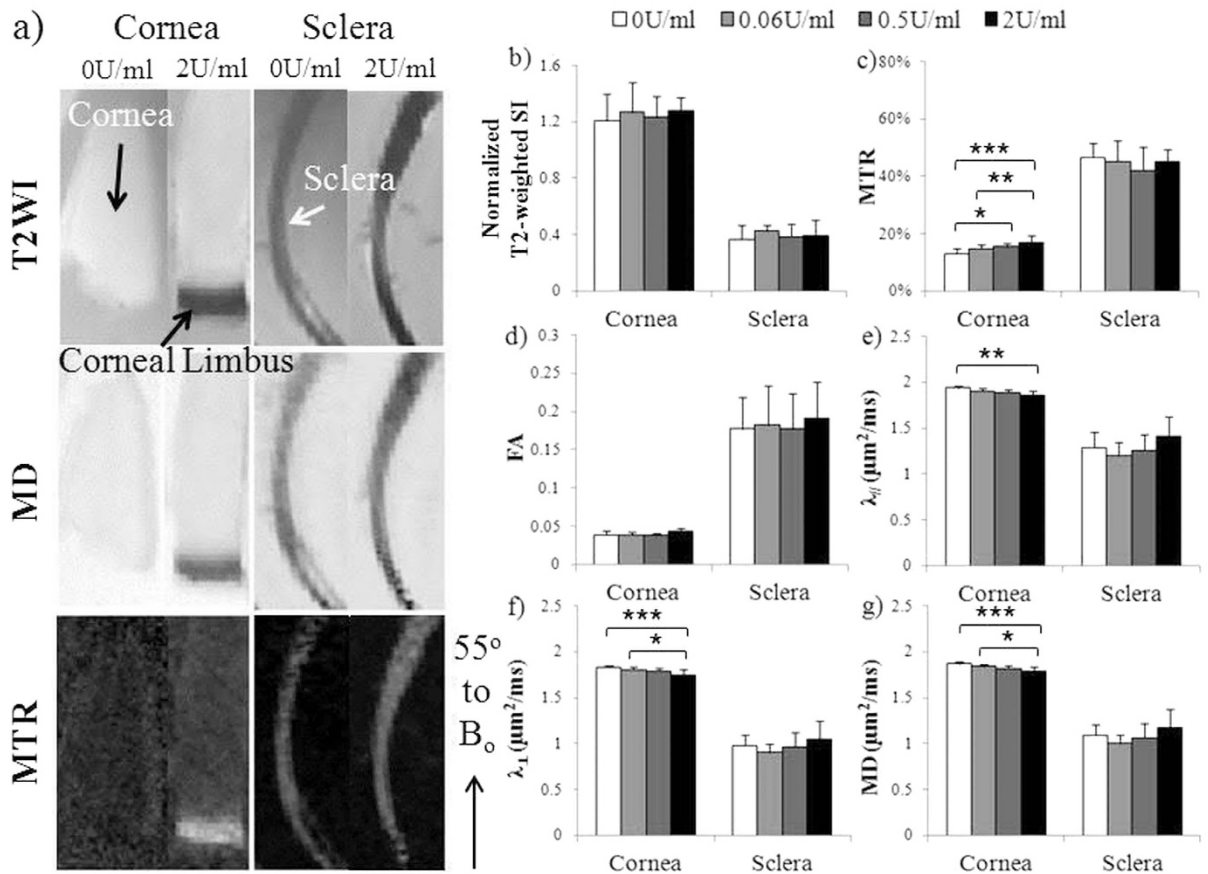 a)
Cornea Sclera
0U/ml 2U/ml 0U/ml 2U/ml
T2WI
Cornea
Sclera
Corneal Limbus
MD
MTR
55º
to
Bₒ
0U/ml 0.06U/ml 0.5U/ml 2U/ml
b)
Normalized
T2-weighted SI
1.6
1.2
0.8
0.4
0
Cornea Sclera
c)
MTR
80%
60%
40%
20%
0%
***
**
*
Cornea Sclera
d)
FA
0.3
0.25
0.2
0.15
0.1
0.05
0
Cornea Sclera
e)
λ// (μm²/ms)
2.5
2
1.5
1
0.5
0
**
Cornea Sclera
f)
λ⊥ (μm²/ms)
2.5
2
1.5
1
0.5
0
***
*
Cornea Sclera
g)
MD (μm²/ms)
2.5
2
1.5
1
0.5
0
***
*
Cornea Sclera